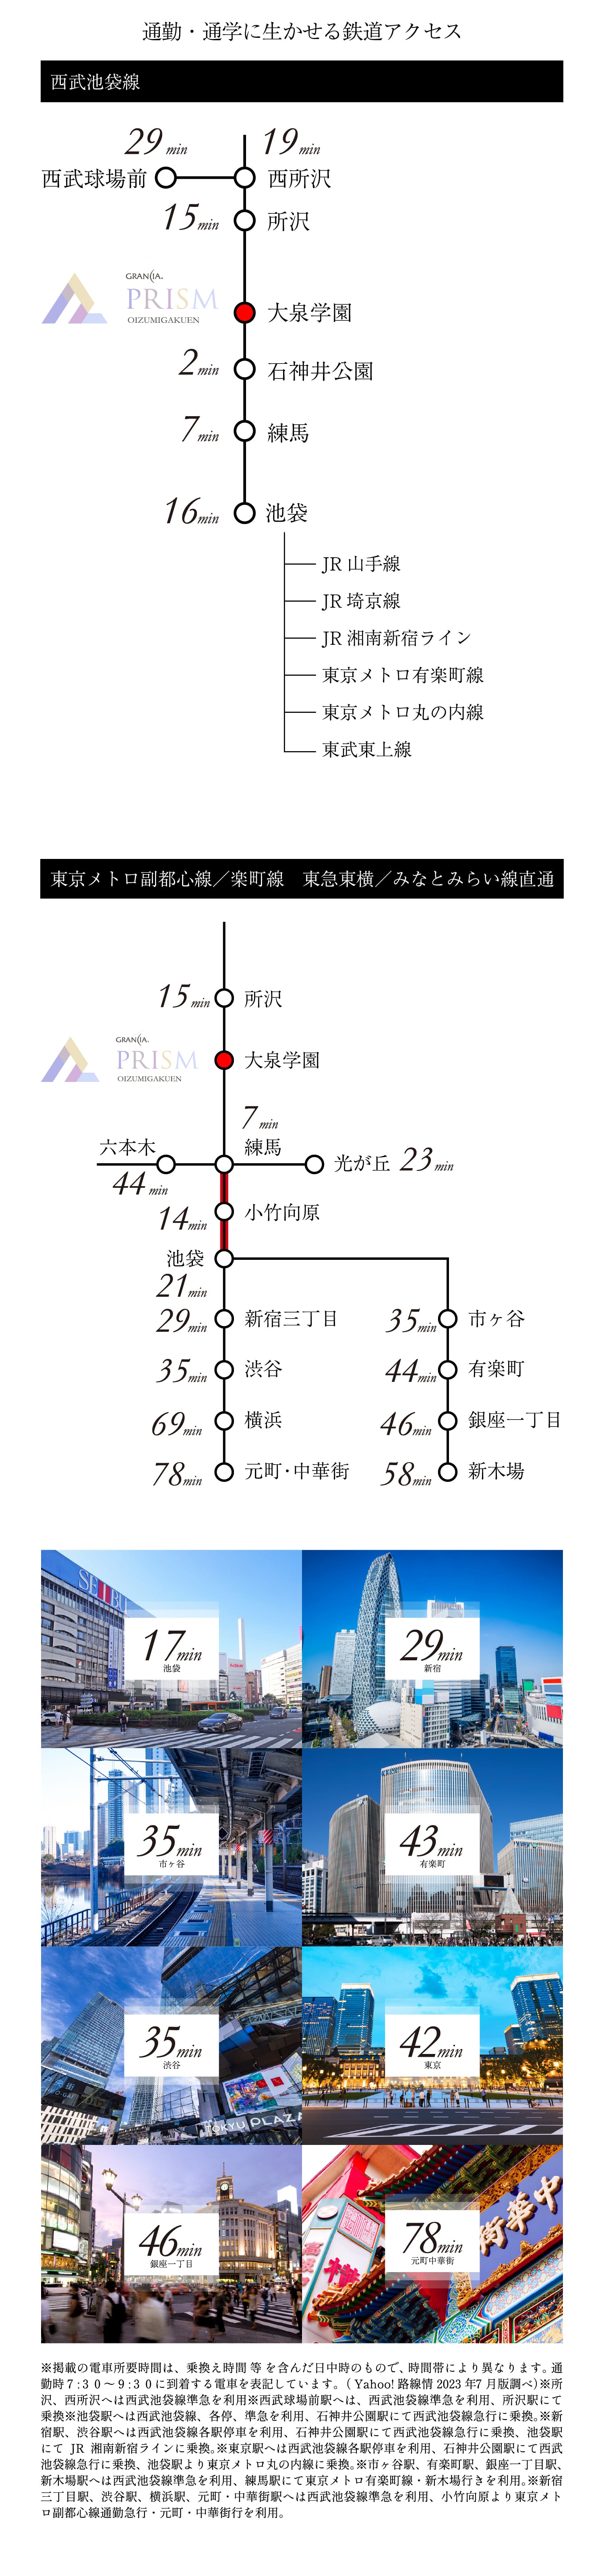 通勤・通学に生かせる鉄道アクセス
西武池袋線
29min
19min
西武球場前
西所沢
15min
所沢
GRAN(IA.
PRISM
OIZUMIGAKUEN
大泉学園
2min
石神井公園
7min
練馬
16min
池袋
JR 山手線
JR 埼京線
JR 湘南新宿ライン
東京メトロ有楽町線
東京メトロ丸の内線
東武東上線
東京メトロ副都心線／楽町線　東急東横／みなとみらい線直通
15min
所沢
GRAN(IA.
PRISM
OIZUMIGAKUEN
大泉学園
7min
六本木
練馬
光が丘 23min
44min
14min
小竹向原
池袋
21min
29min
新宿三丁目
35min
市ヶ谷
35min
渋谷
44min
有楽町
69min
横浜
46min
銀座一丁目
78min
元町・中華街
58min
新木場
SEIBU
17min
池袋
29min
新宿
35min
市ヶ谷
43min
有楽町
35min
渋谷
TOKYU PLAZA
42min
東京
46min
銀座一丁目
中華街
78min
元町中華街
※掲載の電車所要時間は、乗換え時間 等 を含んだ日中時のもので、時間帯により異なります。通
勤時７:３０～９:３０に到着する電車を表記しています。( Yahoo! 路線情 2023 年7 月版調べ)※所
沢、西所沢へは西武池袋線準急を利用※西武球場前駅へは、西武池袋線準急を利用、所沢駅にて
乗換※池袋駅へは西武池袋線、各停、準急を利用、石神井公園駅にて西武池袋線急行に乗換。※新
宿駅、渋谷駅へは西武池袋線各駅停車を利用、石神井公園駅にて西武池袋線急行に乗換、池袋駅
にて JR 湘南新宿ラインに乗換。※東京駅へは西武池袋線各駅停車を利用、石神井公園駅にて西武
池袋線急行に乗換、池袋駅より東京メトロ丸の内線に乗換。※市ヶ谷駅、有楽町駅、銀座一丁目駅、
新木場駅へは西武池袋線準急を利用、練馬駅にて東京メトロ有楽町線・新木場行きを利用。※新宿
三丁目駅、渋谷駅、横浜駅、元町・中華街駅へは西武池袋線準急を利用、小竹向原より東京メト
ロ副都心線通勤急行・元町・中華街行を利用。